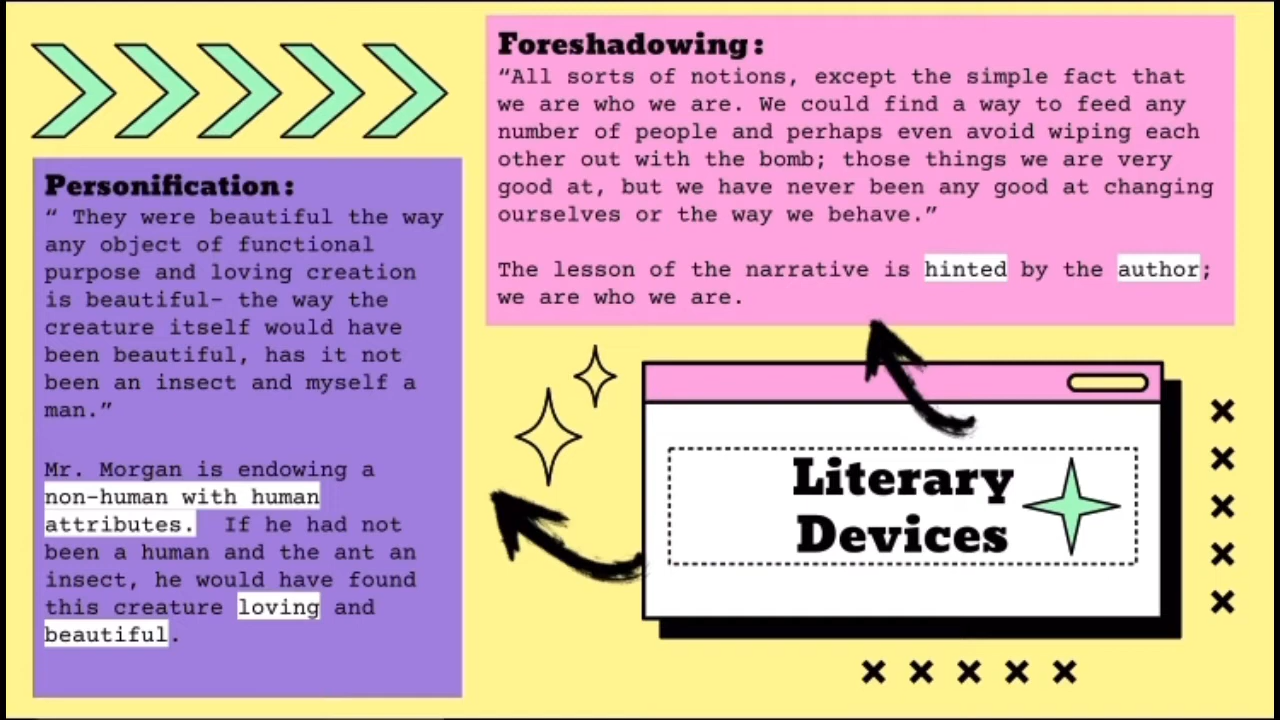 Foreshadowing:
“All sorts of notions, except the simple fact that
we are who we are. We could find a way to feed any
number of people and perhaps even avoid wiping each
other out with the bomb; those things we are very
good at, but we have never been any good at changing
ourselves or the way we behave.”
The lesson of the narrative is hinted by the author;
we are who we are.
Personification:
“ They were beautiful the way
any object of functional
purpose and loving creation
is beautiful- the way the
creature itself would have
been beautiful, has it not
been an insect and myself a
man.”
Mr. Morgan is endowing a
non-human with human
attributes. If he had not
been a human and the ant an
insect, he would have found
this creature loving and
beautiful.
Literary
Devices